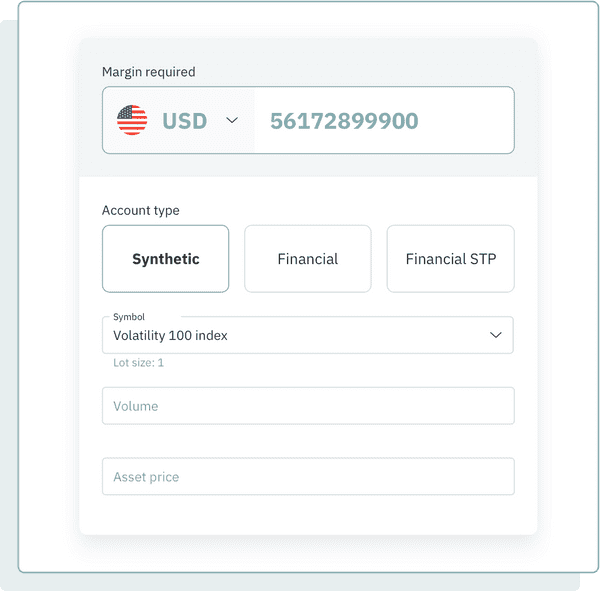 Margin required
USD 56172899900
Account type
Synthetic Financial Financial STP
Symbol
Volatility 100 index
Lot size: 1
Volume
Asset price